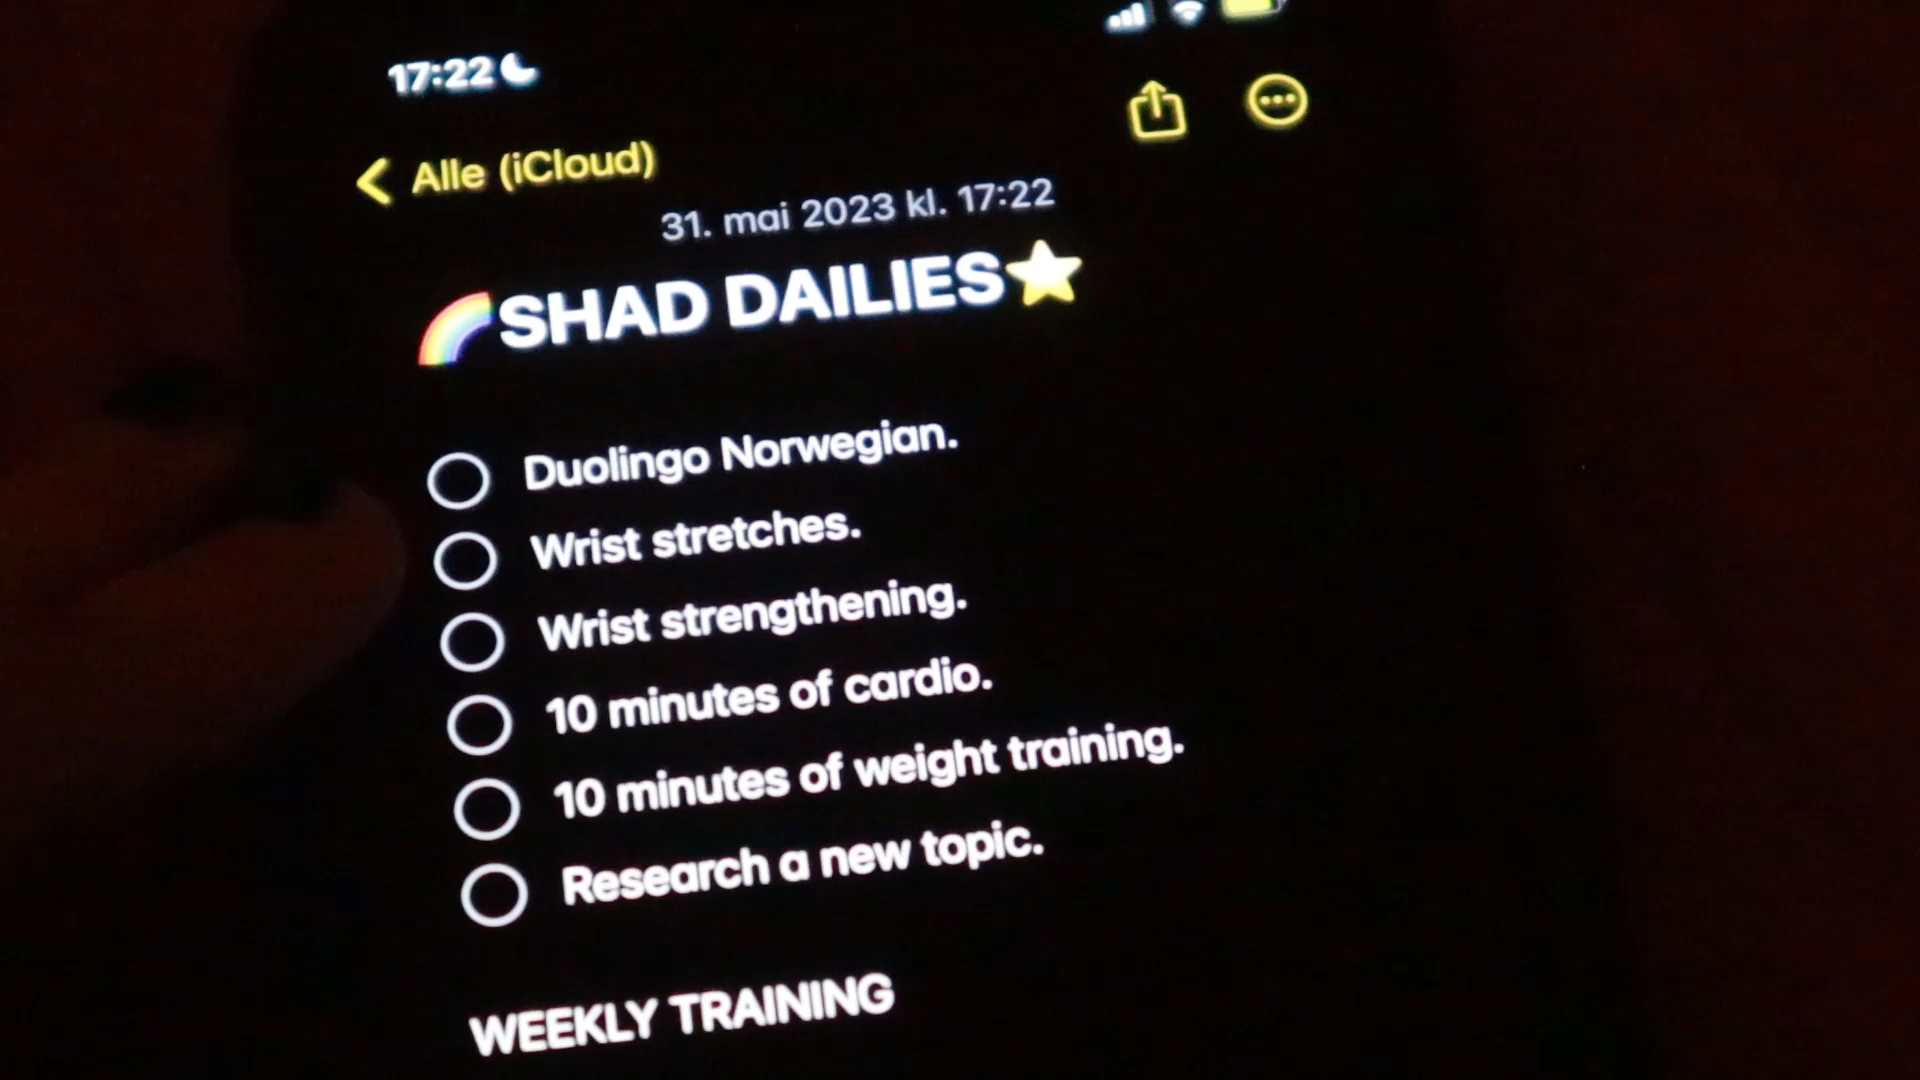 17:22
Alle (iCloud)
31. mai 2023 kl. 17:22
🌈SHAD DAILIES⭐
Duolingo Norwegian.
Wrist stretches.
Wrist strengthening.
10 minutes of cardio.
10 minutes of weight training.
Research a new topic.
WEEKLY TRAINING